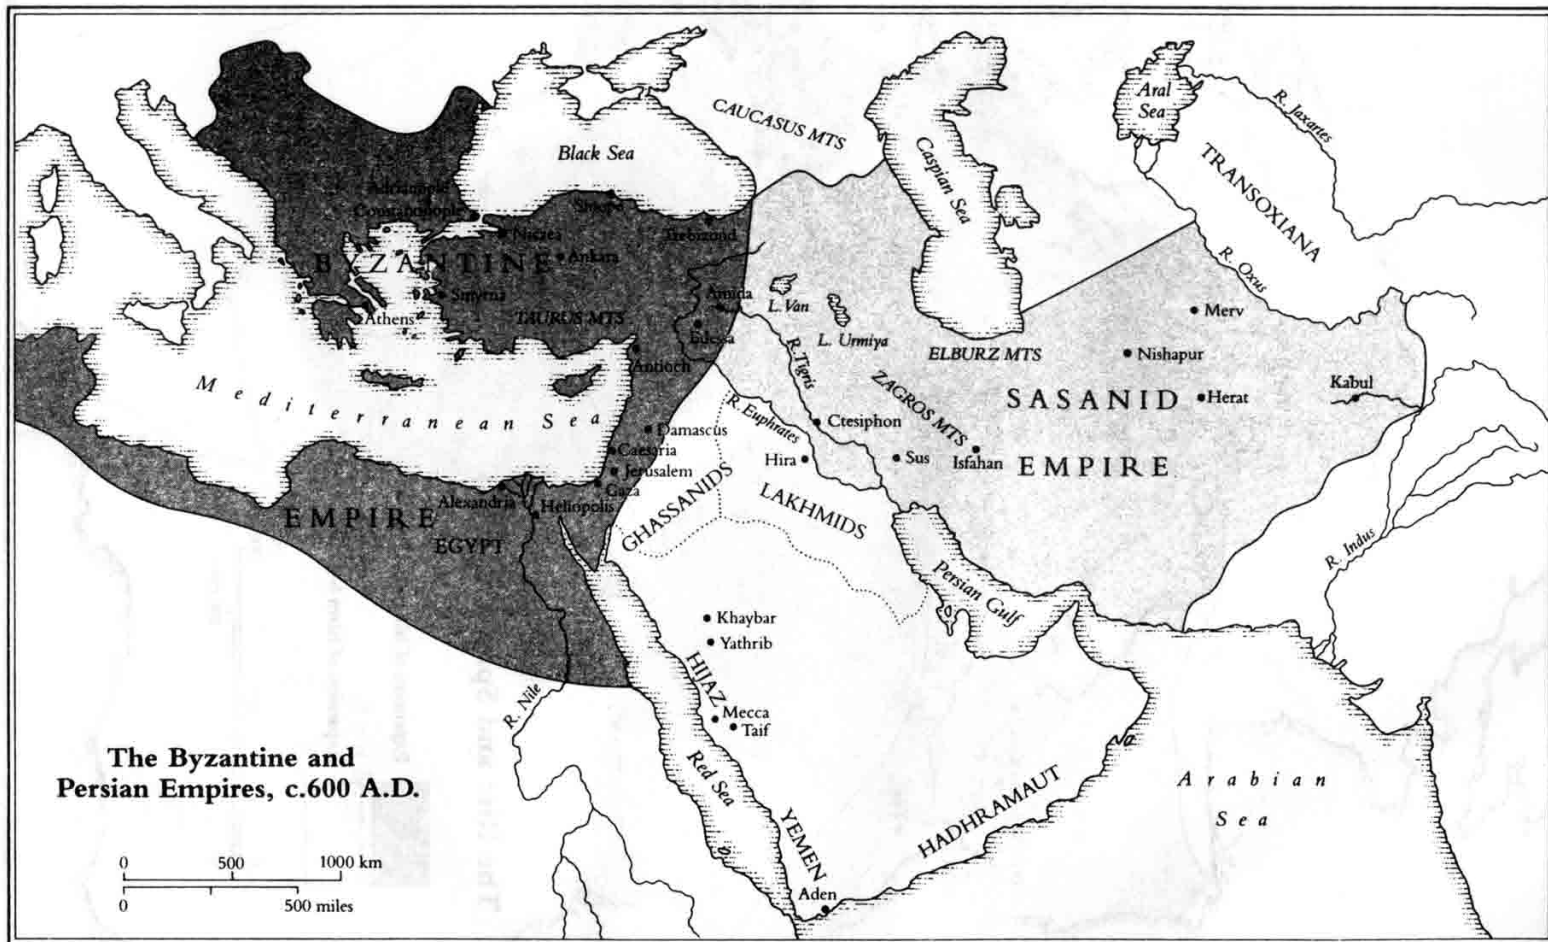 CAUCASUS MTS
Black Sea
Caspian Sea
Aral
Sea
R. Jaxartes
TRANSOXIANA
R. Oxus
Adrianople
Constantinople
Sinope
Nicaea
Trebizond
BYZANTINE
Ankara
Smyrna
Athens
TAURUS MTS
Amida
Edessa
Antioch
L. Van
L. Urmiya
R. Tigris
ELBURZ MTS
ZAGROS MTS
Merv
Nishapur
Herat
Kabul
SASANID
EMPIRE
Mediterranean Sea
R. Euphrates
Ctesiphon
Hira
Sus
Isfahan
Damascus
Caesaria
Jerusalem
Gaza
Alexandria
Heliopolis
EMPIRE
EGYPT
GHASSANIDS
LAKHMIDS
Persian Gulf
R. Indus
Khaybar
Yathrib
HIJAZ
Mecca
Taif
R. Nile
Red Sea
YEMEN
Aden
HADHRAMAUT
Arabian
Sea
The Byzantine and
Persian Empires, c.600 A.D.
0 500 1000 km
0 500 miles